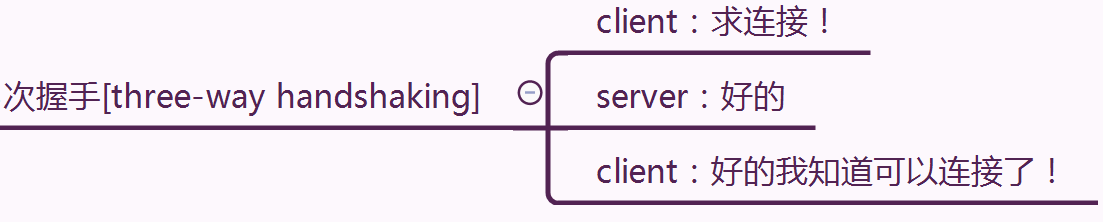 client：求连接！
次握手[three-way handshaking]
server：好的
client：好的我知道可以连接了！